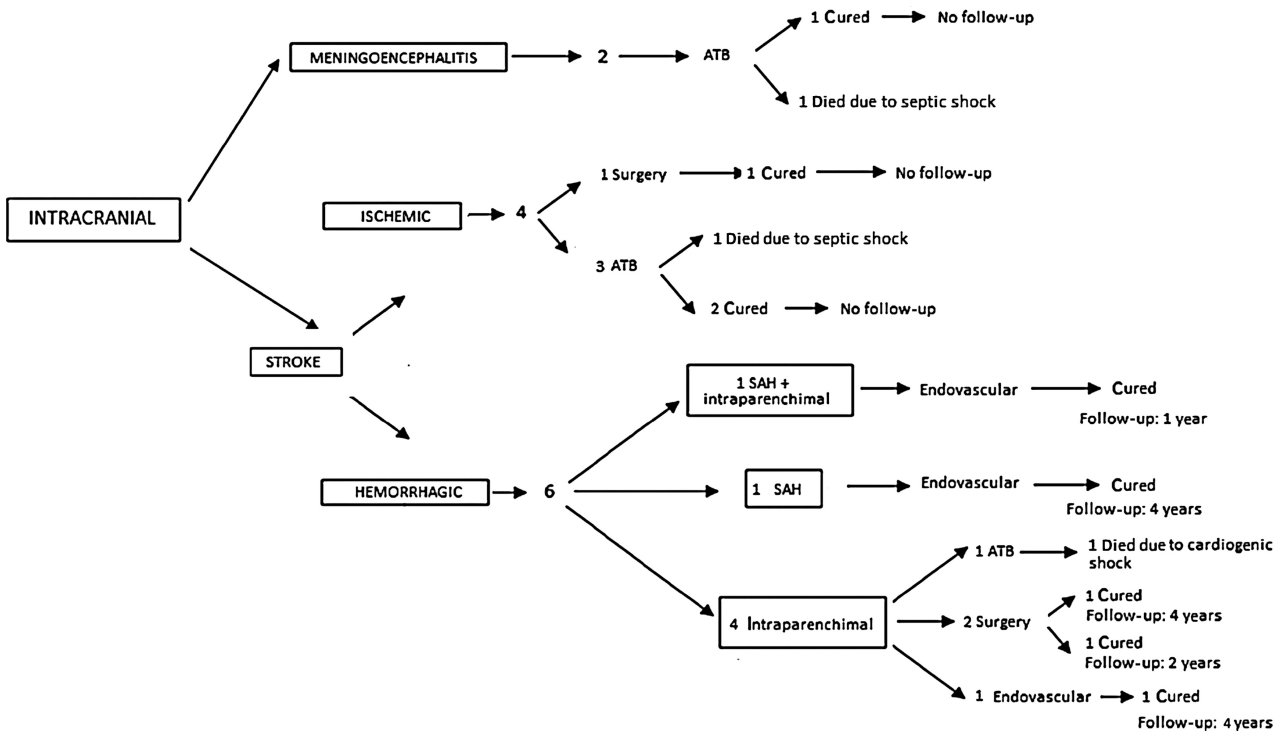 1 Cured
No follow-up
MENINGOENCEPHALITIS
2
ATB
1 Died due to septic shock
1 Surgery
1 Cured
No follow-up
INTRACRANIAL
ISCHEMIC
4
1 Died due to septic shock
3 ATB
2 Cured
No follow-up
STROKE
1 SAH +
intraparenchimal
Endovascular
Cured
Follow-up: 1 year
HEMORRHAGIC
6
1 SAH
Endovascular
Cured
Follow-up: 4 years
1 ATB
1 Died due to cardiogenic
shock
4 Intraparenchimal
2 Surgery
1 Cured
Follow-up: 4 years
1 Cured
Follow-up: 2 years
1 Endovascular
1 Cured
Follow-up: 4 years